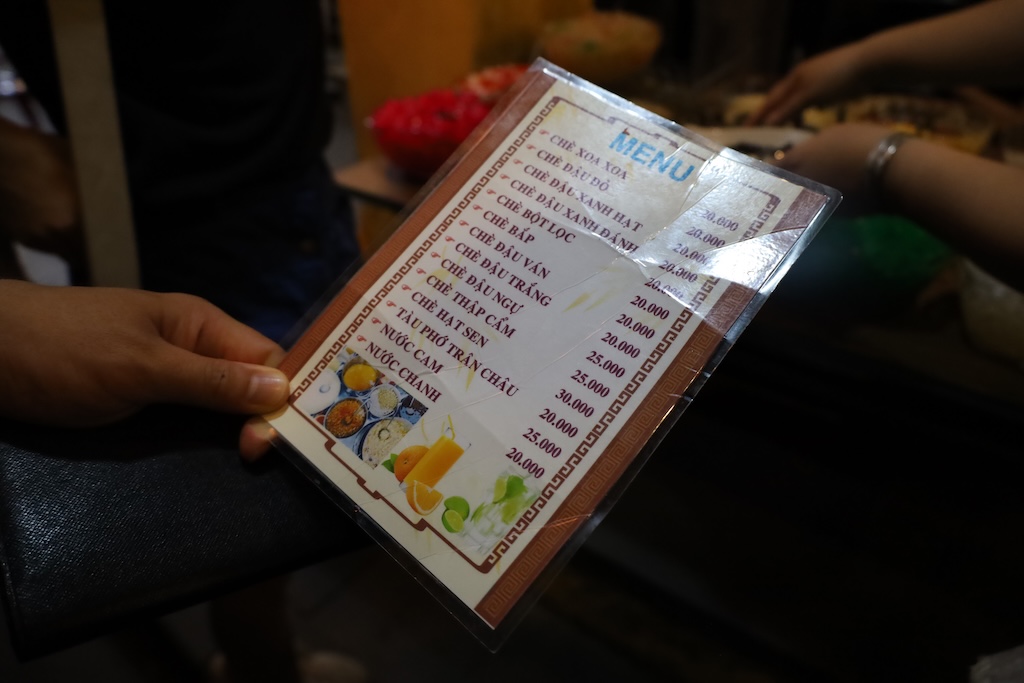 MENU
CHÈ XOA XOA 20.000
CHÈ ĐẬU ĐỎ 20.000
CHÈ ĐẬU XANH HẠT 20.000
CHÈ ĐẬU XANH ĐÁNH 20.000
CHÈ BỘT LỌC 20.000
CHÈ BẮP 20.000
CHÈ ĐẬU VÁN 20.000
CHÈ ĐẬU TRẮNG 20.000
CHÈ ĐẬU NGỰ 25.000
CHÈ THẬP CẨM 25.000
CHÈ HẠT SEN 30.000
TÀU PHỚ TRÂN CHÂU 20.000
NƯỚC CAM 25.000
NƯỚC CHANH 20.000